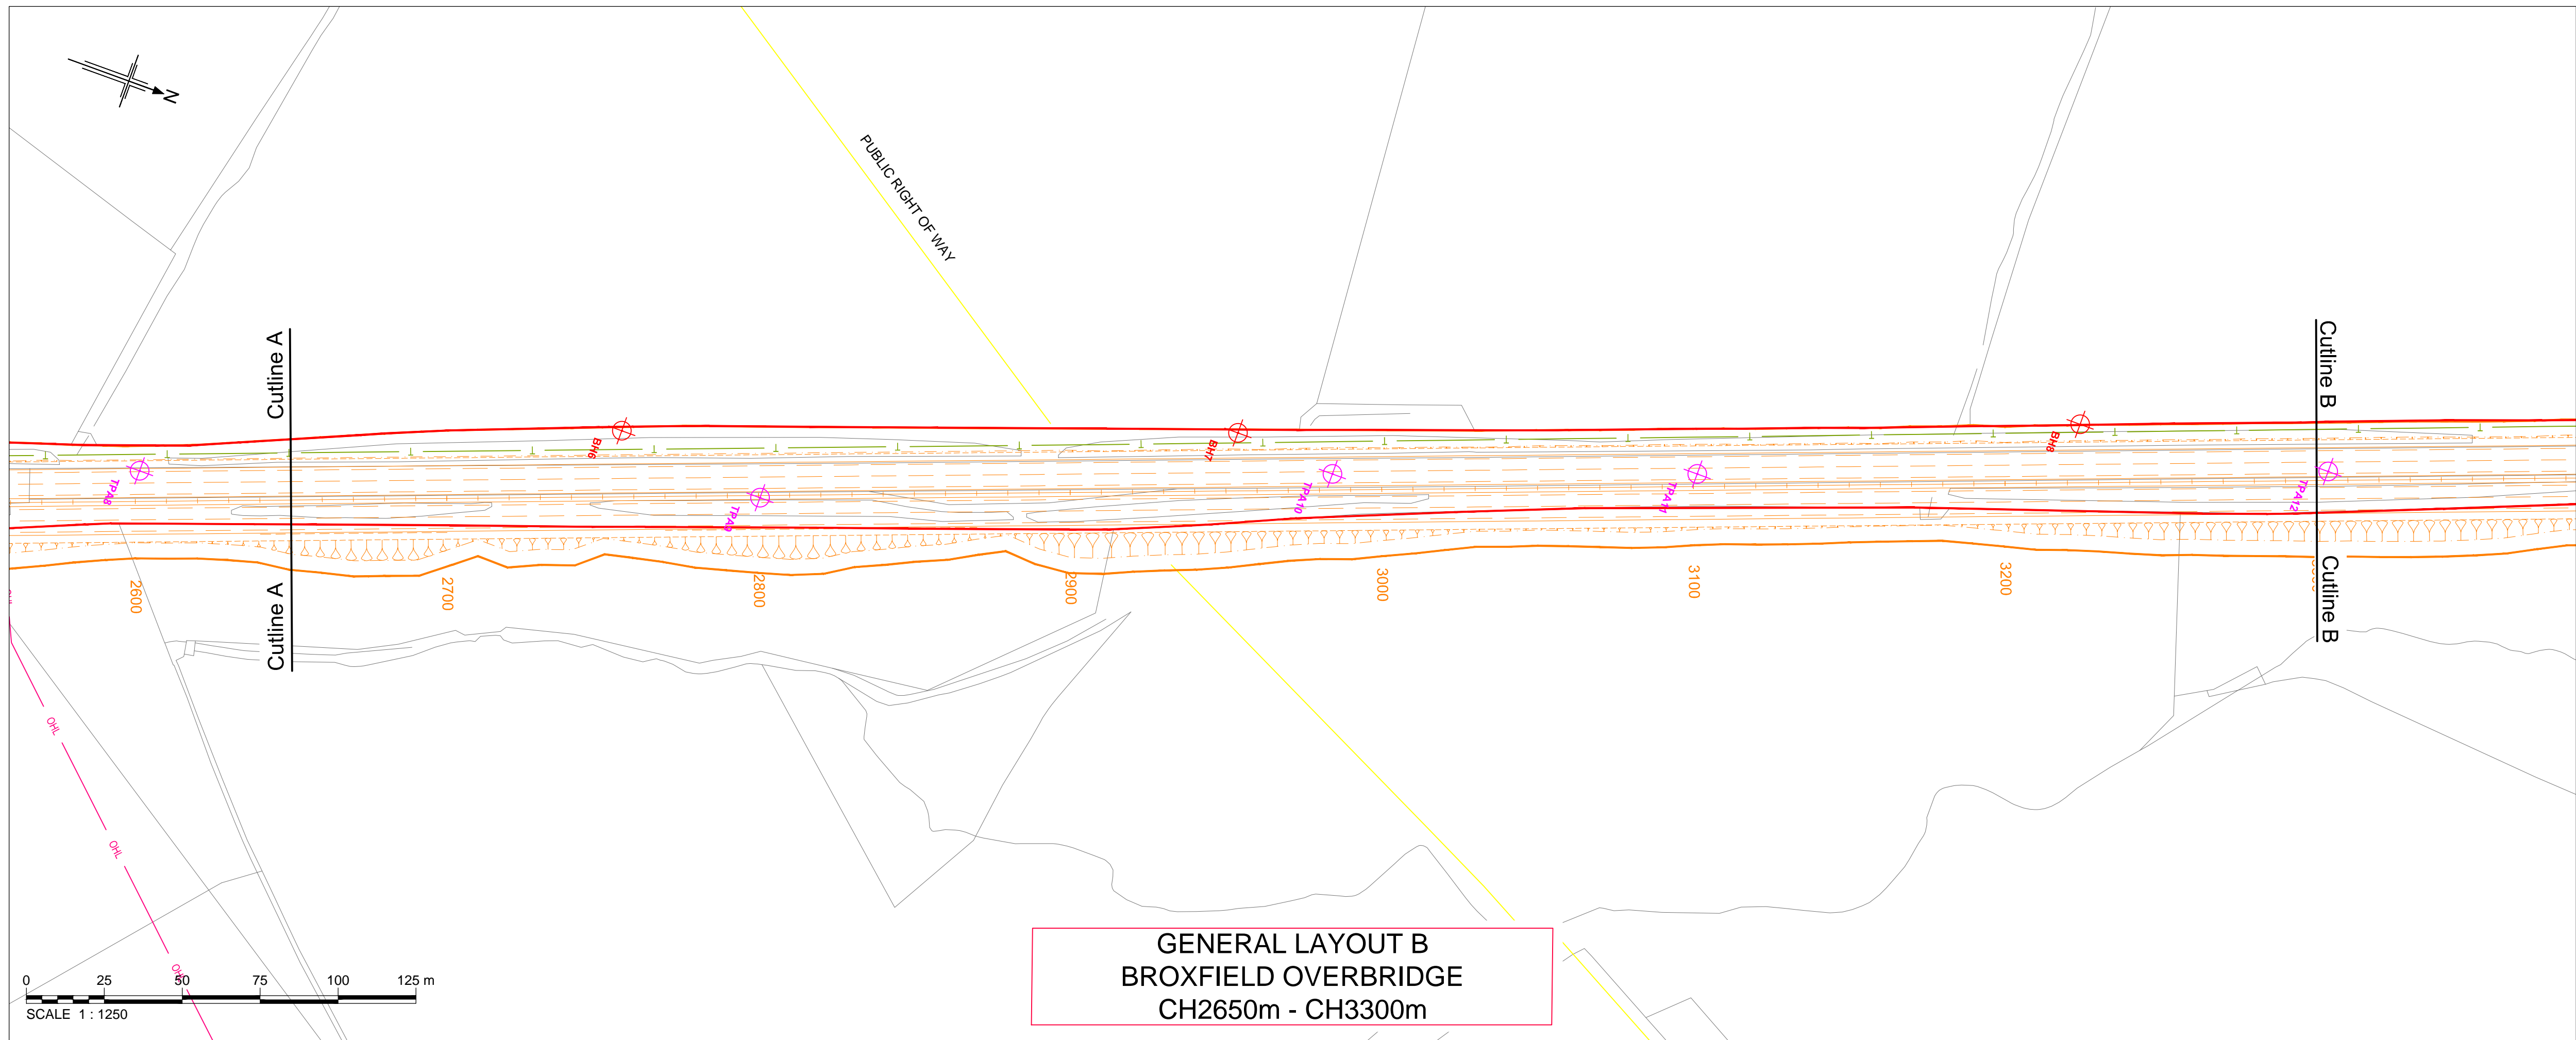 N
PUBLIC RIGHT OF WAY
Cutline A
Cutline B
BH6
BH7
BH8
TPA8
TPA9
TPA10
TPA11
TPA12
2600
2700
2800
2900
3000
3100
3200
Cutline A
Cutline B
OHL
OHL
OHL
0 25 50 75 100 125 m
SCALE 1 : 1250
GENERAL LAYOUT B
BROXFIELD OVERBRIDGE
CH2650m - CH3300m